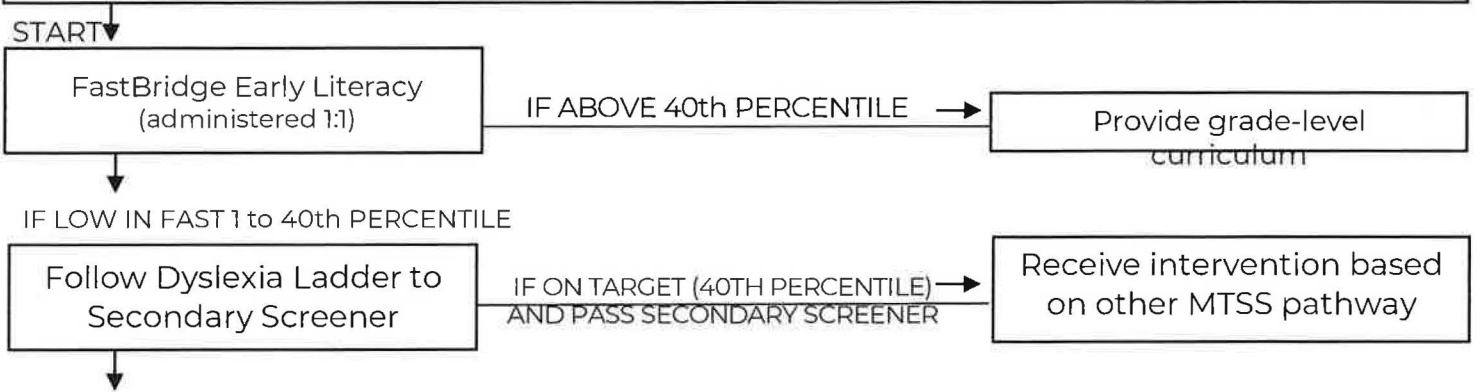 START
FastBridge Early Literacy
(administered 1:1)
IF ABOVE 40th PERCENTILE
Provide grade-level
curriculum
IF LOW IN FAST 1 to 40th PERCENTILE
Follow Dyslexia Ladder to
Secondary Screener
IF ON TARGET (40TH PERCENTILE)
AND PASS SECONDARY SCREENER
Receive intervention based
on other MTSS pathway